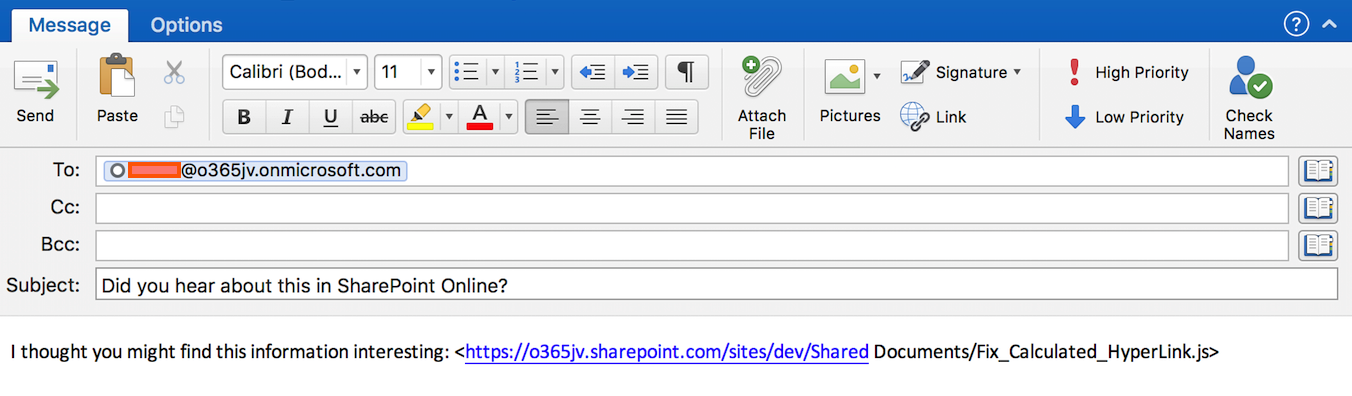 Message Options ?
Calibri (Bod... 11 Signature High Priority
Send Paste B I U abc A Attach File Pictures Link Low Priority Check Names
To: @o365jv.onmicrosoft.com
Cc:
Bcc:
Subject: Did you hear about this in SharePoint Online?
I thought you might find this information interesting: <https://o365jv.sharepoint.com/sites/dev/Shared Documents/Fix_Calculated_HyperLink.js>